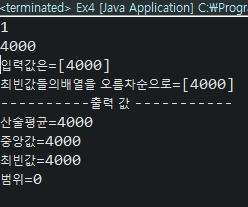 <terminated> Ex4 [Java Application] C:\Progra
1
4000
입력값은=[4000]
최빈값들의배열을 오름차순으로=[4000]
----------출력 값 -----------
산술평균=4000
중앙값=4000
최빈값=4000
범위=0